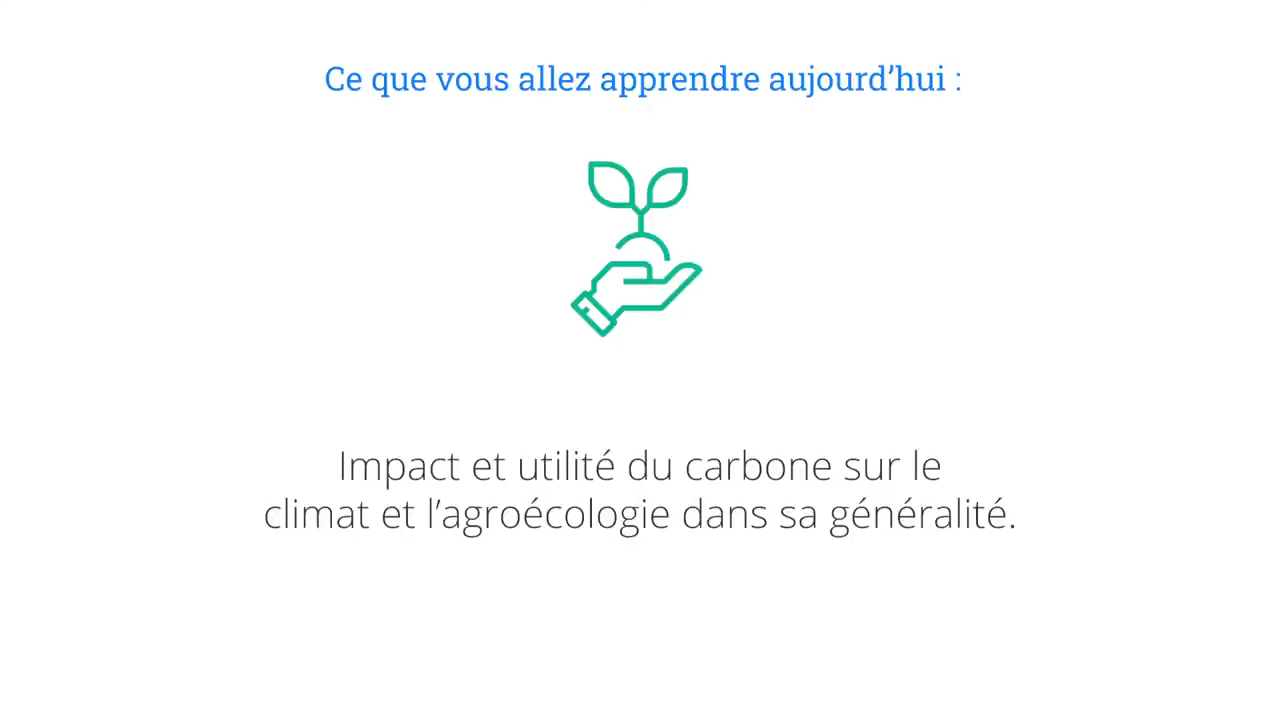 Ce que vous allez apprendre aujourd’hui :
Impact et utilité du carbone sur le
climat et l’agroécologie dans sa généralité.